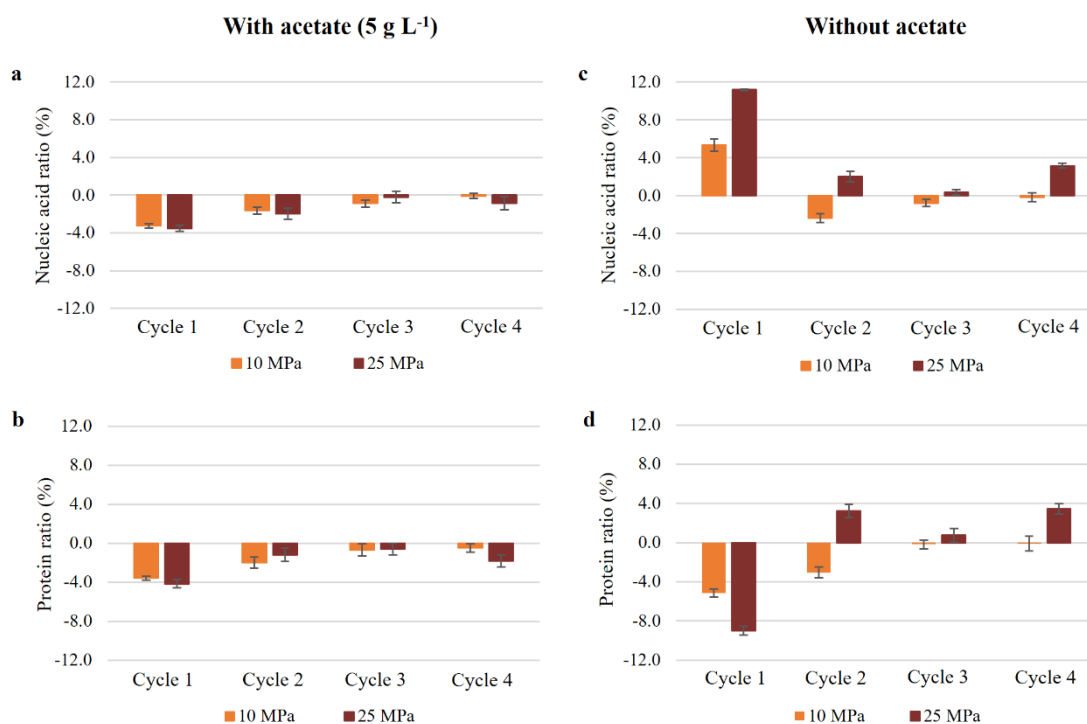 With acetate (5 g L⁻¹)
Without acetate
a
Nucleic acid ratio (%)
12.0
8.0
4.0
0.0
-4.0
-8.0
-12.0
Cycle 1 Cycle 2 Cycle 3 Cycle 4
10 MPa 25 MPa
c
Nucleic acid ratio (%)
12.0
8.0
4.0
0.0
-4.0
-8.0
-12.0
Cycle 1 Cycle 2 Cycle 3 Cycle 4
10 MPa 25 MPa
b
Protein ratio (%)
12.0
8.0
4.0
0.0
-4.0
-8.0
-12.0
Cycle 1 Cycle 2 Cycle 3 Cycle 4
10 MPa 25 MPa
d
Protein ratio (%)
12.0
8.0
4.0
0.0
-4.0
-8.0
-12.0
Cycle 1 Cycle 2 Cycle 3 Cycle 4
10 MPa 25 MPa